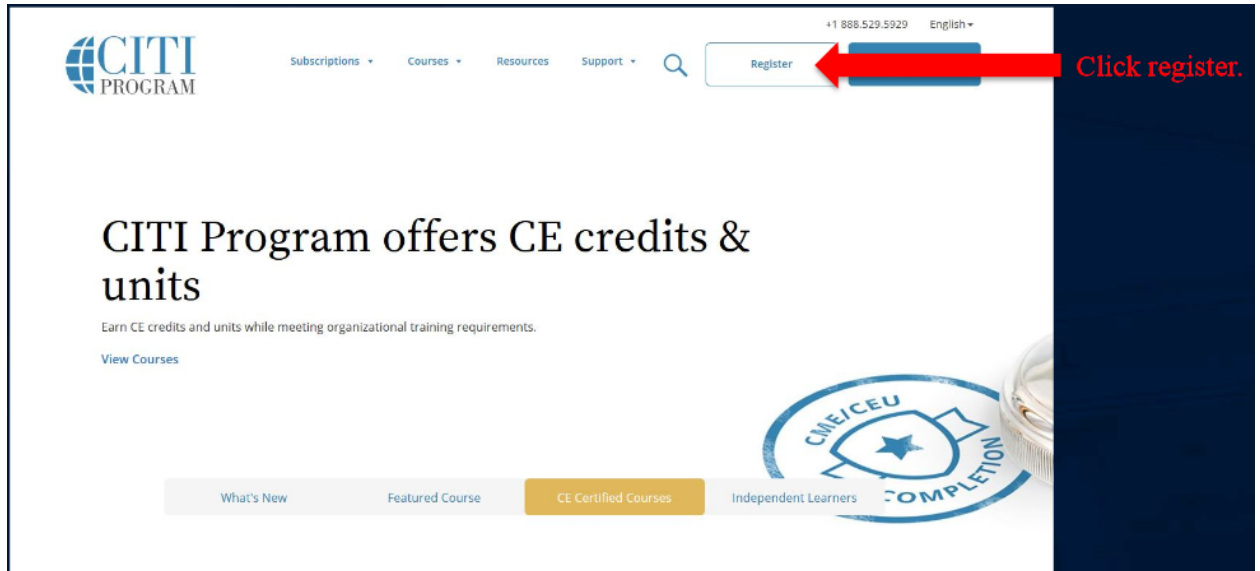 +1 888.529.5929 English
CITI
PROGRAM
Subscriptions Courses Resources Support Register
Click register.
CITI Program offers CE credits &
units
Earn CE credits and units while meeting organizational training requirements.
View Courses
CME|CEU
COMPLETION
What's New Featured Course CE Certified Courses Independent Learners